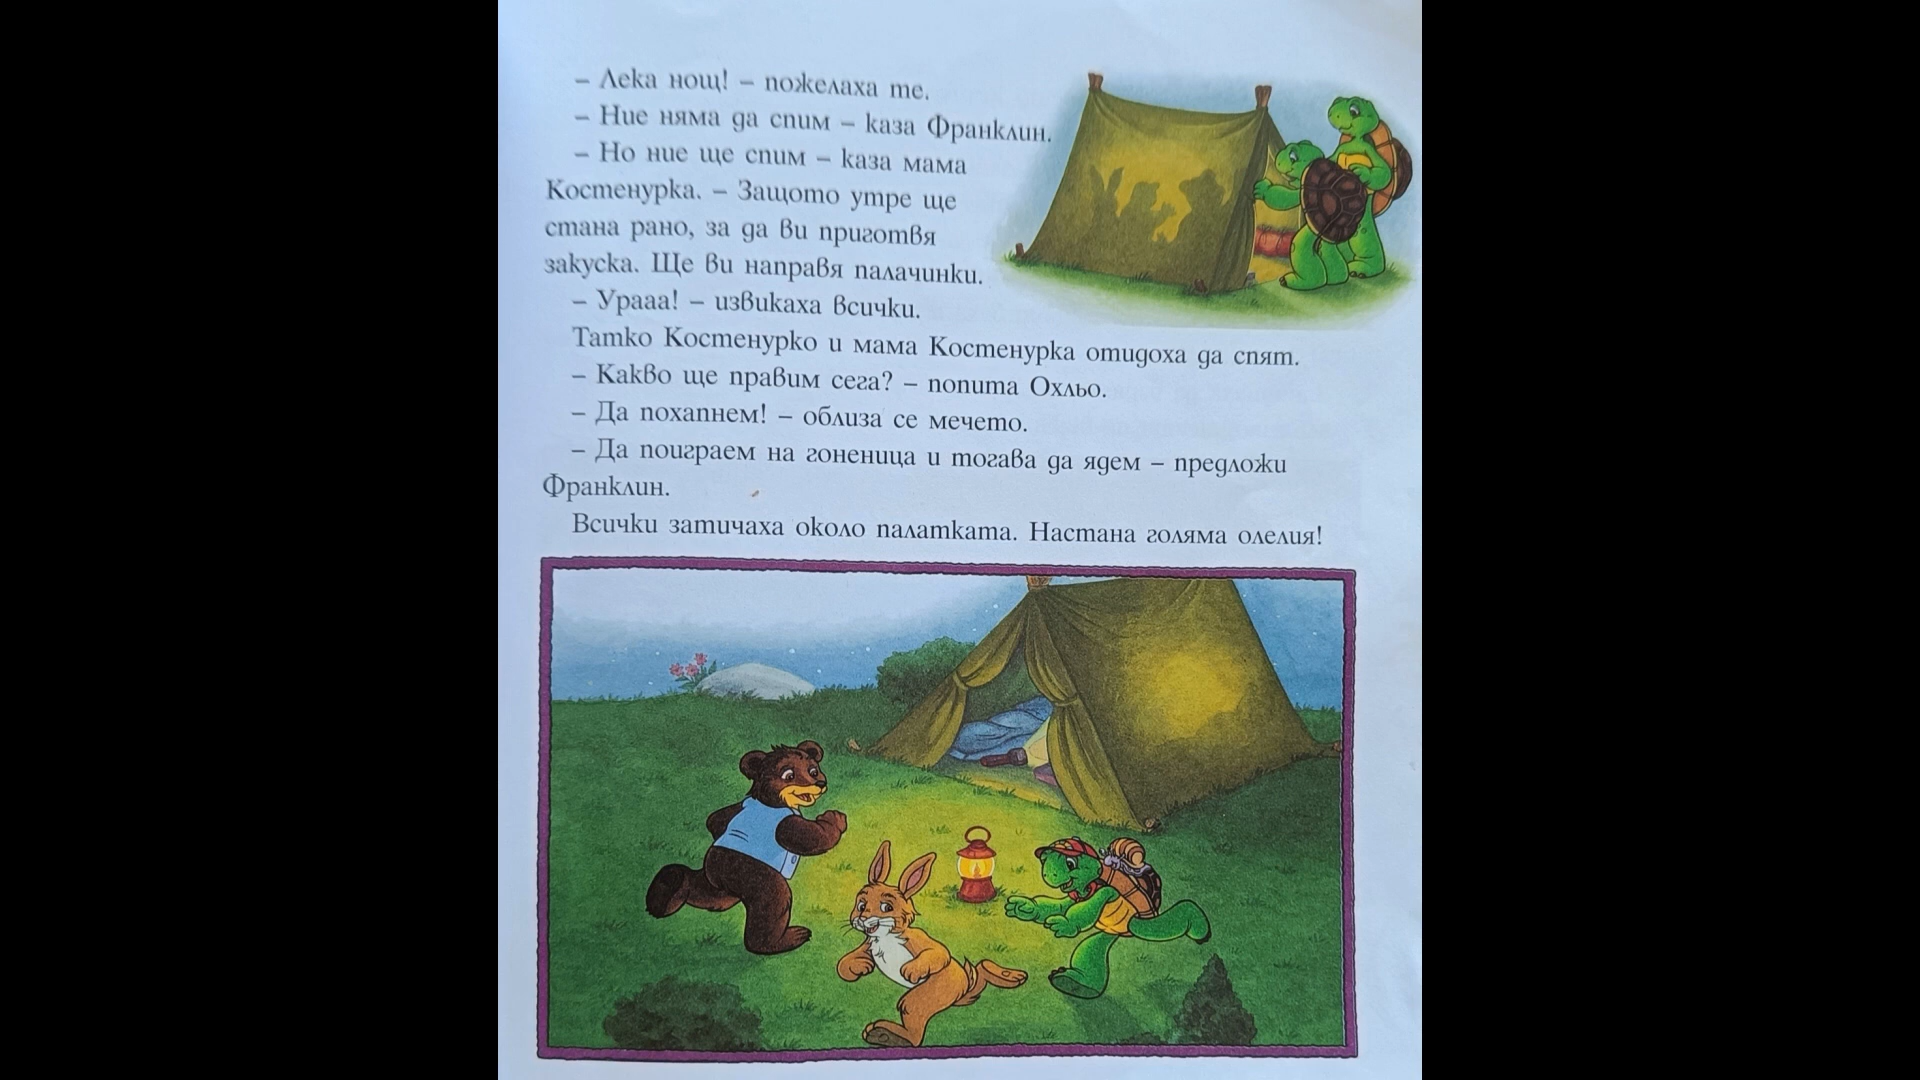 – Лека нощ! – пожелаха те.
– Ние няма да спим – каза Франклин.
– Но ние ще спим – каза мама
Костенурка. – Защото утре ще
стана рано, за да ви приготвя
закуска. Ще ви направя палачинки.
– Урааа! – извикаха всички.
Татко Костенурко и мама Костенурка отидоха да спят.
– Какво ще правим сега? – попита Охльо.
– Да похапнем! – облиза се мечето.
– Да поиграем на гоненица и тогава да ядем – предложи
Франклин.
Всички затичаха около палатката. Настана голяма олелия!